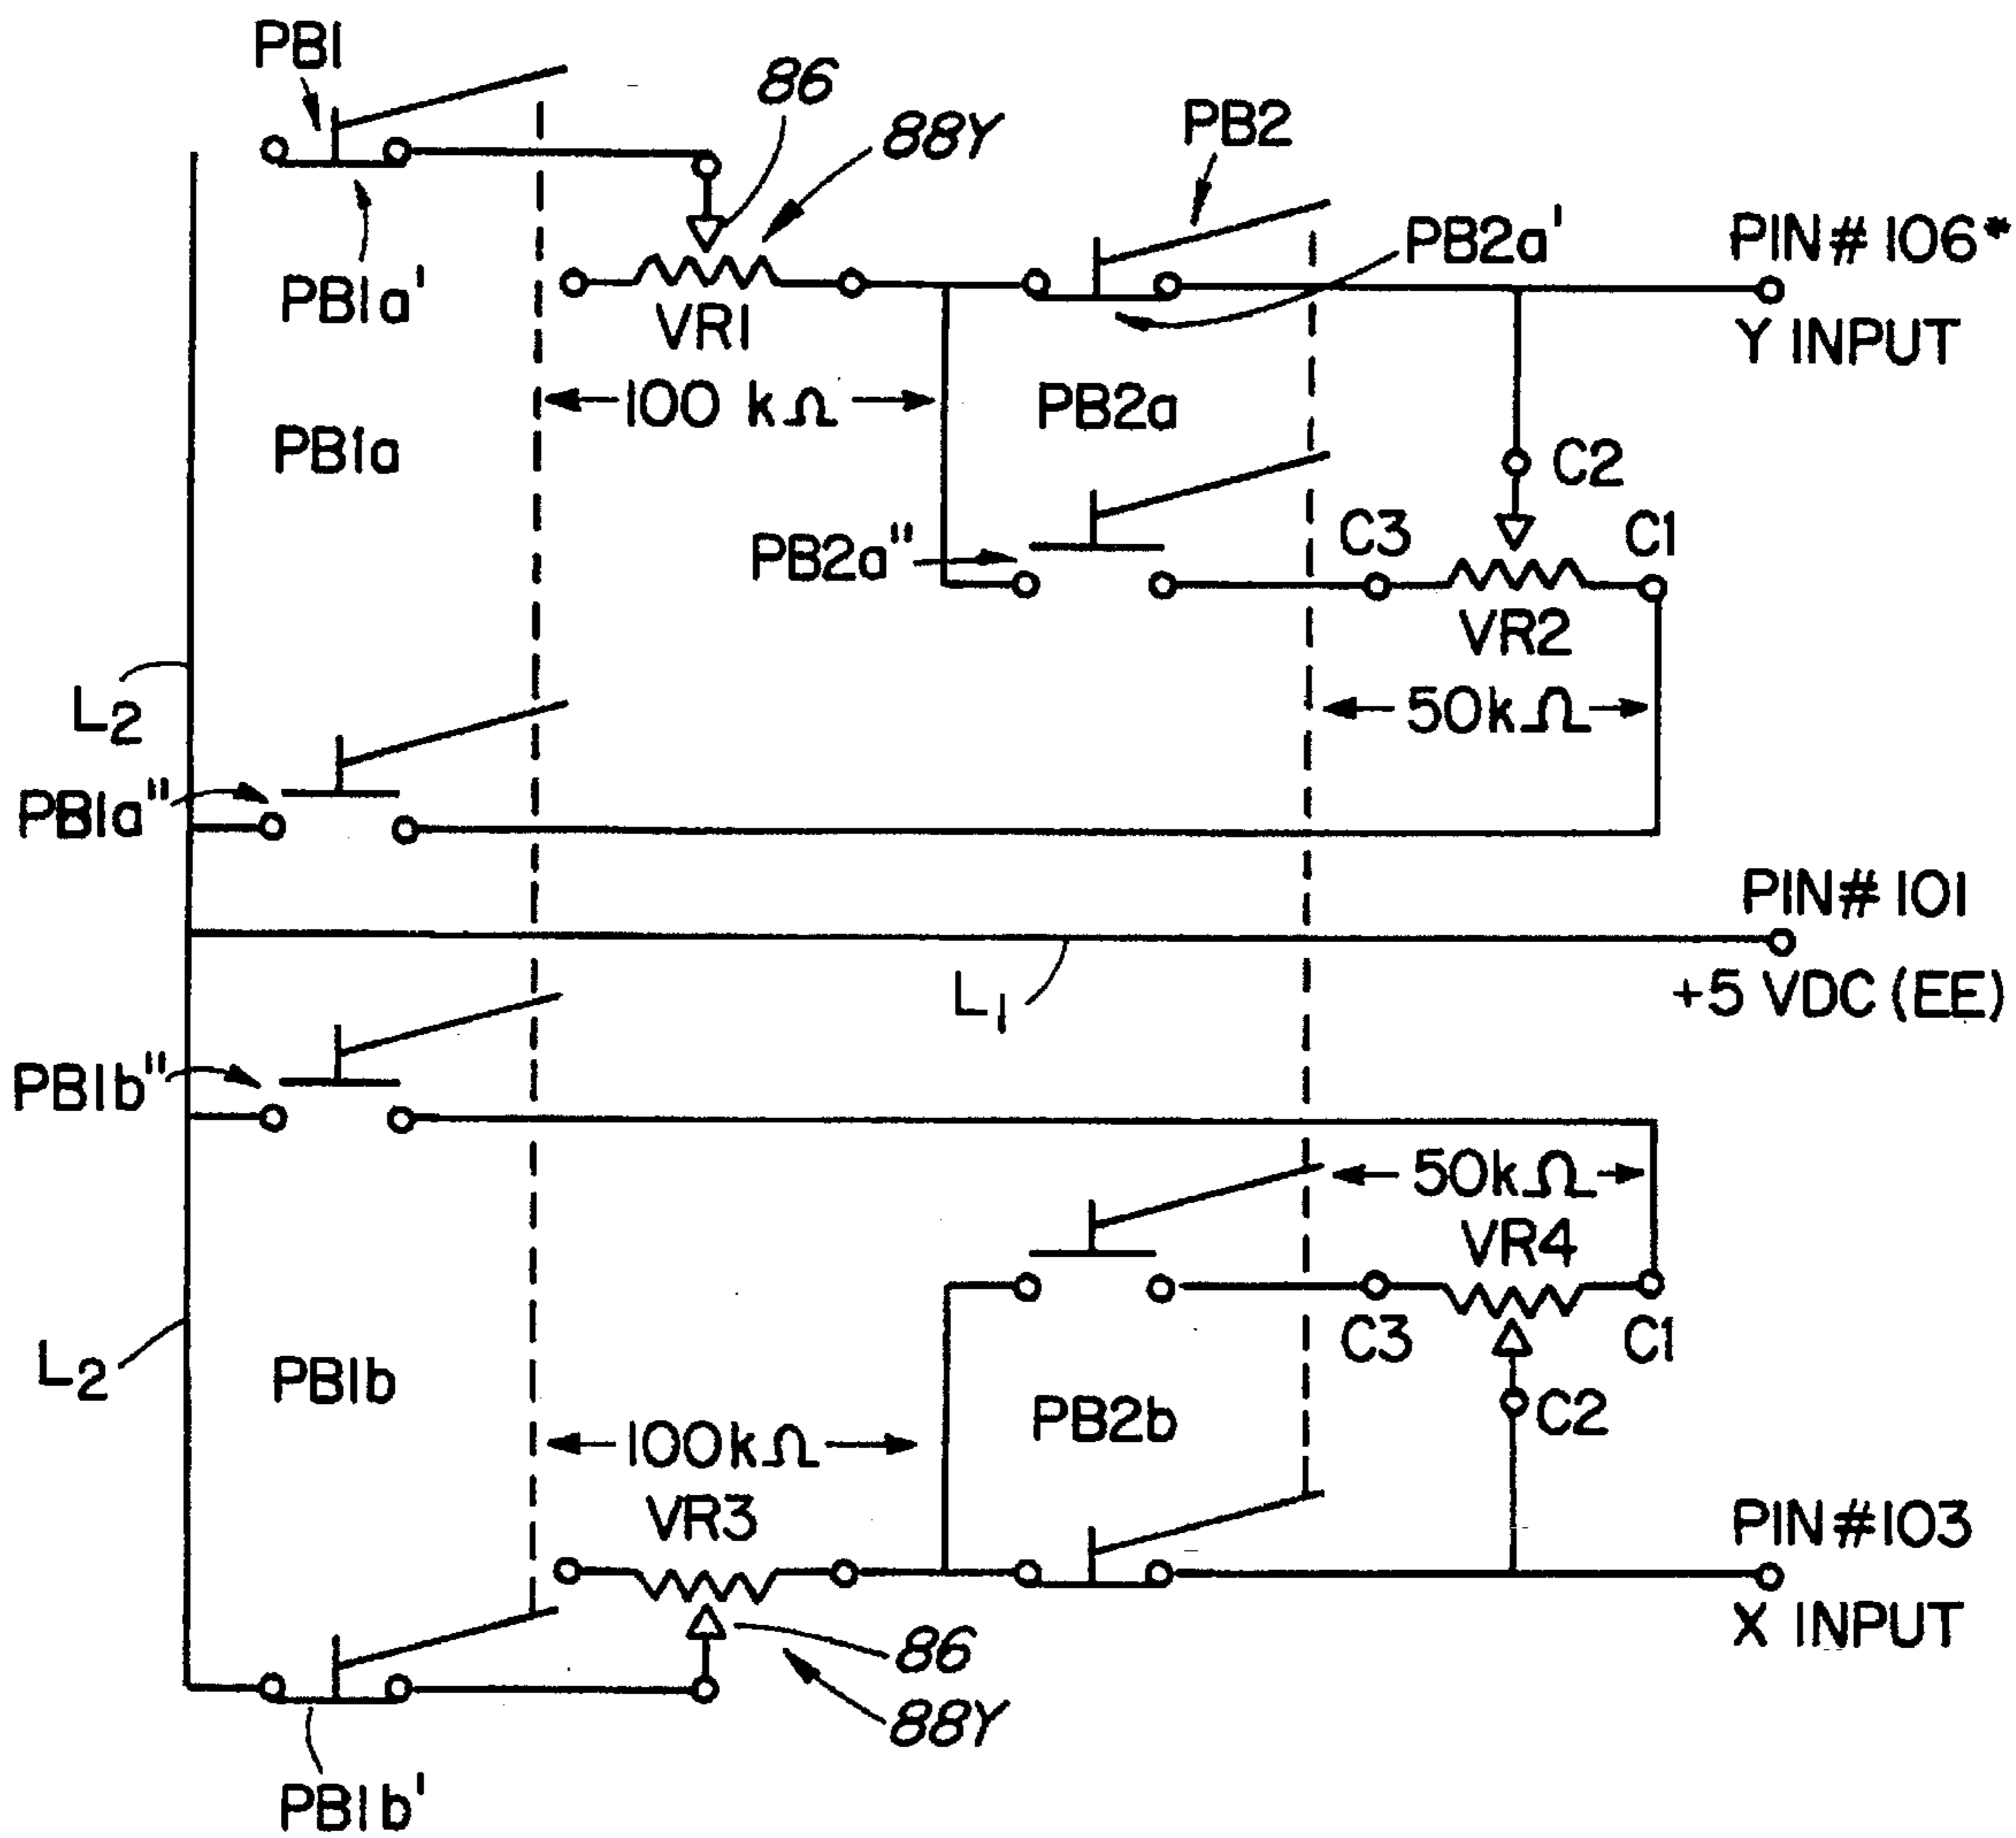 PB1
86
88Y
PB2
PB2a'
PIN# 106*
Y INPUT
PB1a'
VR1
100 kΩ
PB1a
PB2a
C2
PB2a"
C3
C1
VR2
L2
50kΩ
PB1a"
PIN# 101
L1
+5 VDC (EE)
PB1b"
50kΩ
VR4
C3
C1
L2
PB1b
PB2b
C2
100kΩ
VR3
PIN #103
86
X INPUT
88Y
PB1b'